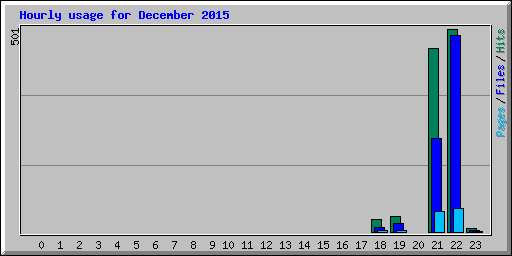 Hourly usage for December 2015
501
Pages/Files/Hits
0 1 2 3 4 5 6 7 8 9 10 11 12 13 14 15 16 17 18 19 20 21 22 23